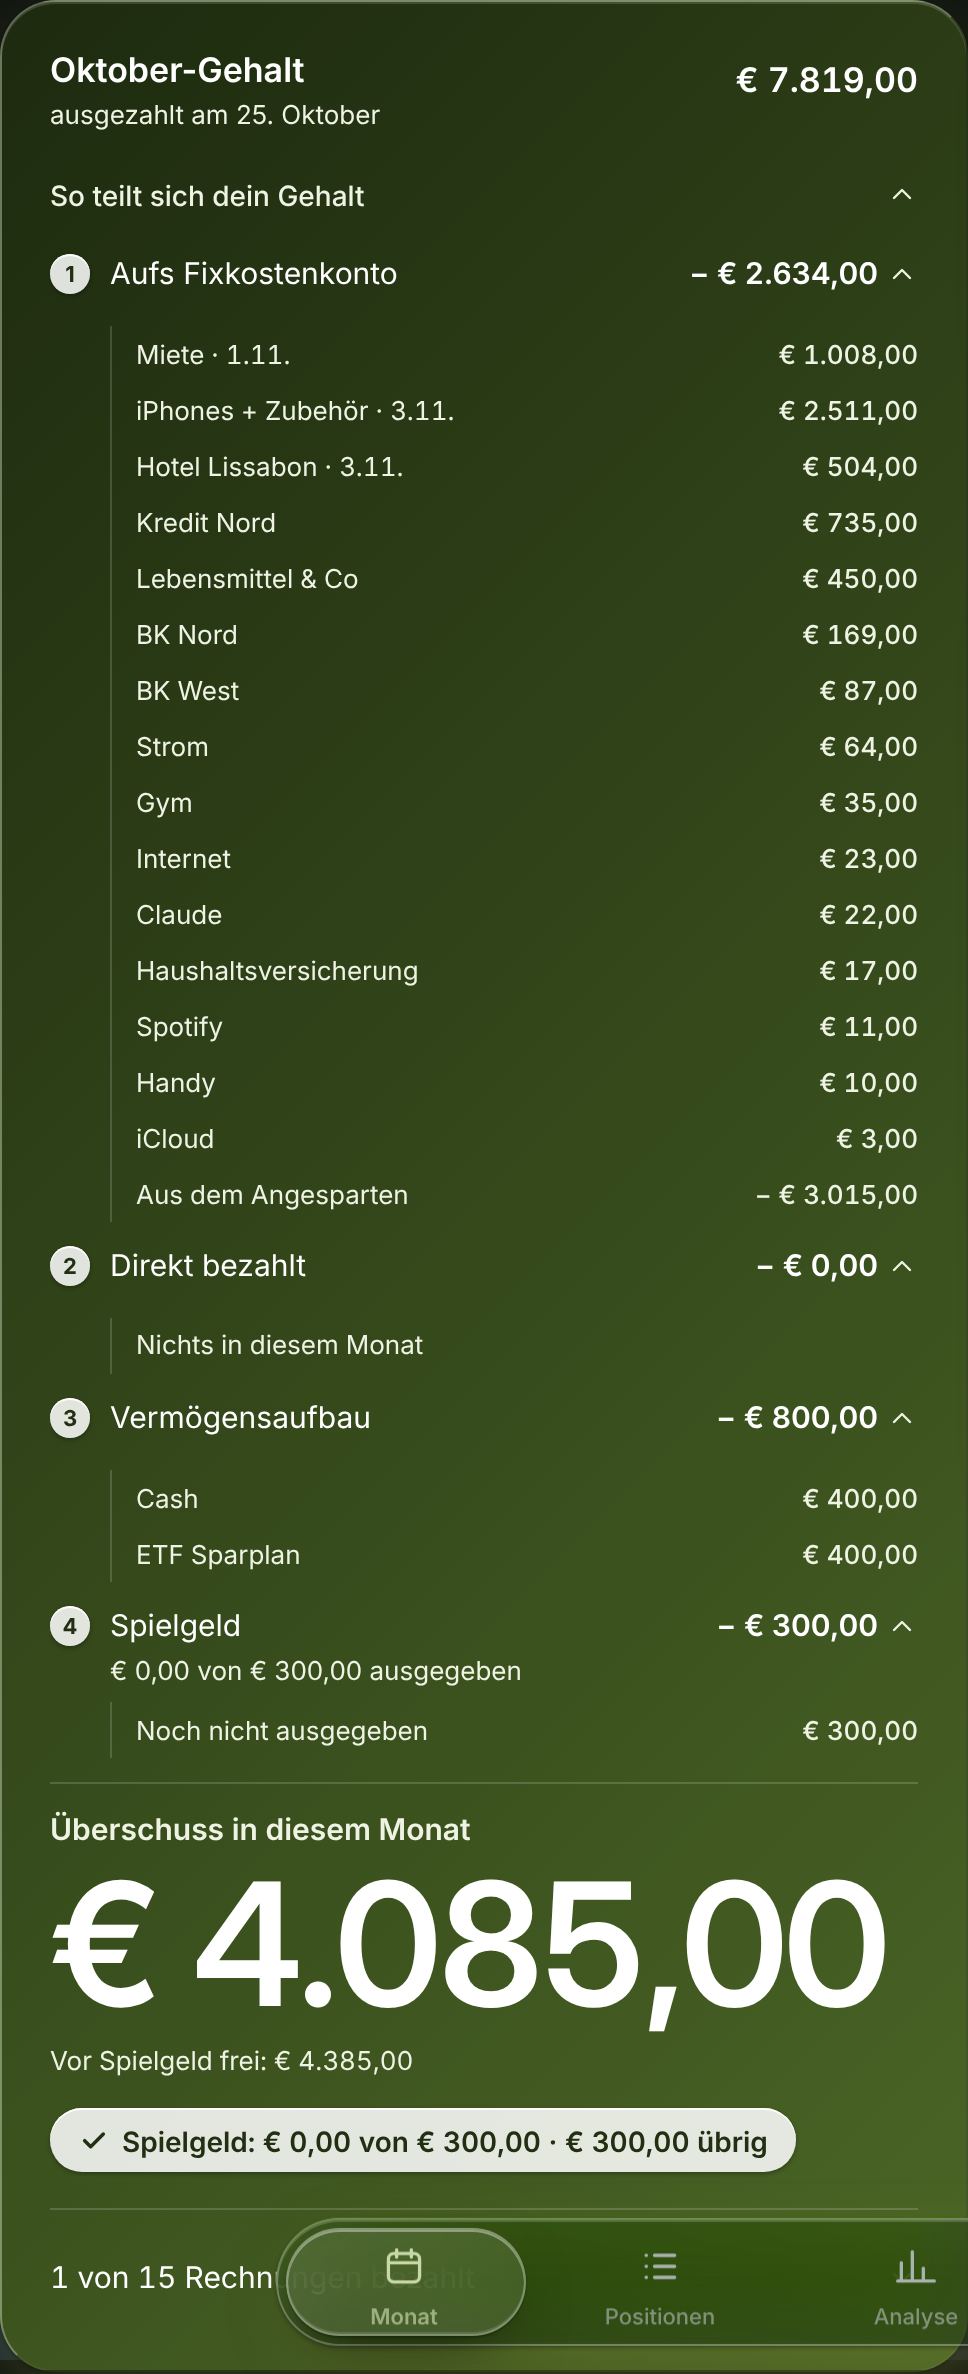 Oktober-Gehalt
€ 7.819,00
ausgezahlt am 25. Oktober
So teilt sich dein Gehalt
1 Aufs Fixkostenkonto – € 2.634,00
Miete · 1.11. € 1.008,00
iPhones + Zubehör · 3.11. € 2.511,00
Hotel Lissabon · 3.11. € 504,00
Kredit Nord € 735,00
Lebensmittel & Co € 450,00
BK Nord € 169,00
BK West € 87,00
Strom € 64,00
Gym € 35,00
Internet € 23,00
Claude € 22,00
Haushaltsversicherung € 17,00
Spotify € 11,00
Handy € 10,00
iCloud € 3,00
Aus dem Angesparten – € 3.015,00
2 Direkt bezahlt – € 0,00
Nichts in diesem Monat
3 Vermögensaufbau – € 800,00
Cash € 400,00
ETF Sparplan € 400,00
4 Spielgeld – € 300,00
€ 0,00 von € 300,00 ausgegeben
Noch nicht ausgegeben € 300,00
Überschuss in diesem Monat
€ 4.085,00
Vor Spielgeld frei: € 4.385,00
Spielgeld: € 0,00 von € 300,00 · € 300,00 übrig
1 von 15 Rechnungen bezahlt
Monat Positionen Analyse